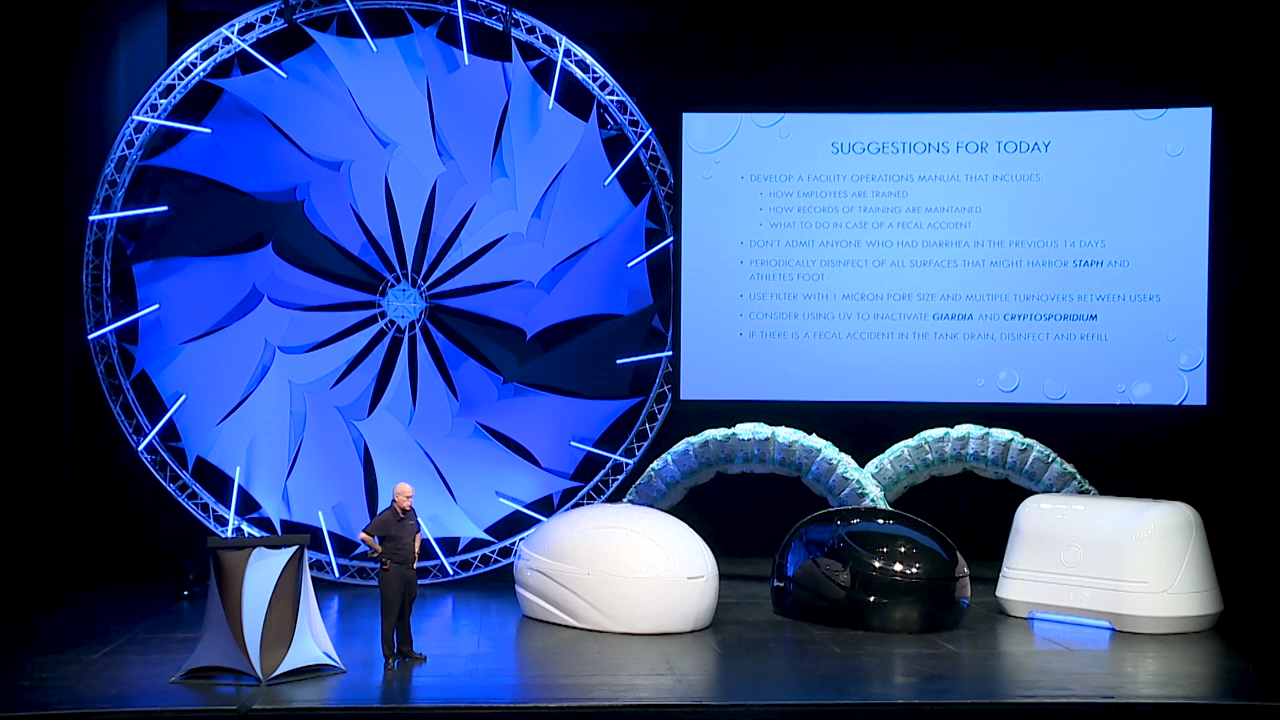 SUGGESTIONS FOR TODAY
• DEVELOP A FACILITY OPERATIONS MANUAL THAT INCLUDES:
• HOW EMPLOYEES ARE TRAINED
• HOW RECORDS OF TRAINING ARE MAINTAINED
• WHAT TO DO IN CASE OF A FECAL ACCIDENT
• DON'T ADMIT ANYONE WHO HAD DIARRHEA IN THE PREVIOUS 14 DAYS
• PERIODICALLY DISINFECT OF ALL SURFACES THAT MIGHT HARBOR STAPH AND
ATHLETES FOOT
• USE FILTER WITH 1 MICRON PORE SIZE AND MULTIPLE TURNOVERS BETWEEN USERS
• CONSIDER USING UV TO INACTIVATE GIARDIA AND CRYPTOSPORIDIUM
• IF THERE IS A FECAL ACCIDENT IN THE TANK DRAIN, DISINFECT AND REFILL